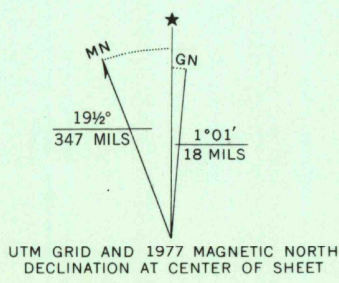 ★
MN
GN
19½°
347 MILS
1°01′
18 MILS
UTM GRID AND 1977 MAGNETIC NORTH
DECLINATION AT CENTER OF SHEET